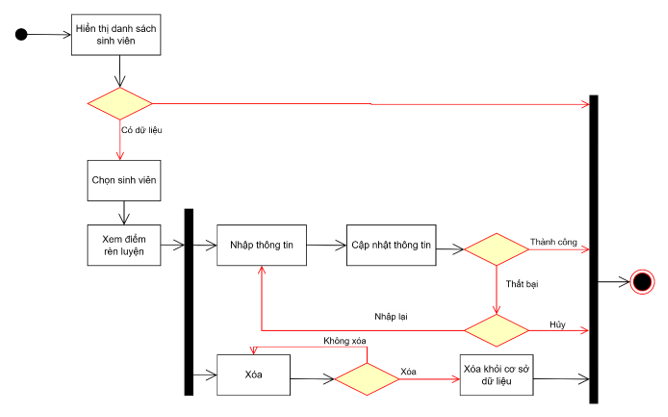 Hiển thị danh sách
sinh viên
Có dữ liệu
Chọn sinh viên
Xem điểm
rèn luyện
Nhập thông tin
Cập nhật thông tin
Thành công
Thất bại
Nhập lại
Hủy
Không xóa
Xóa
Xóa
Xóa khỏi cơ sở
dữ liệu